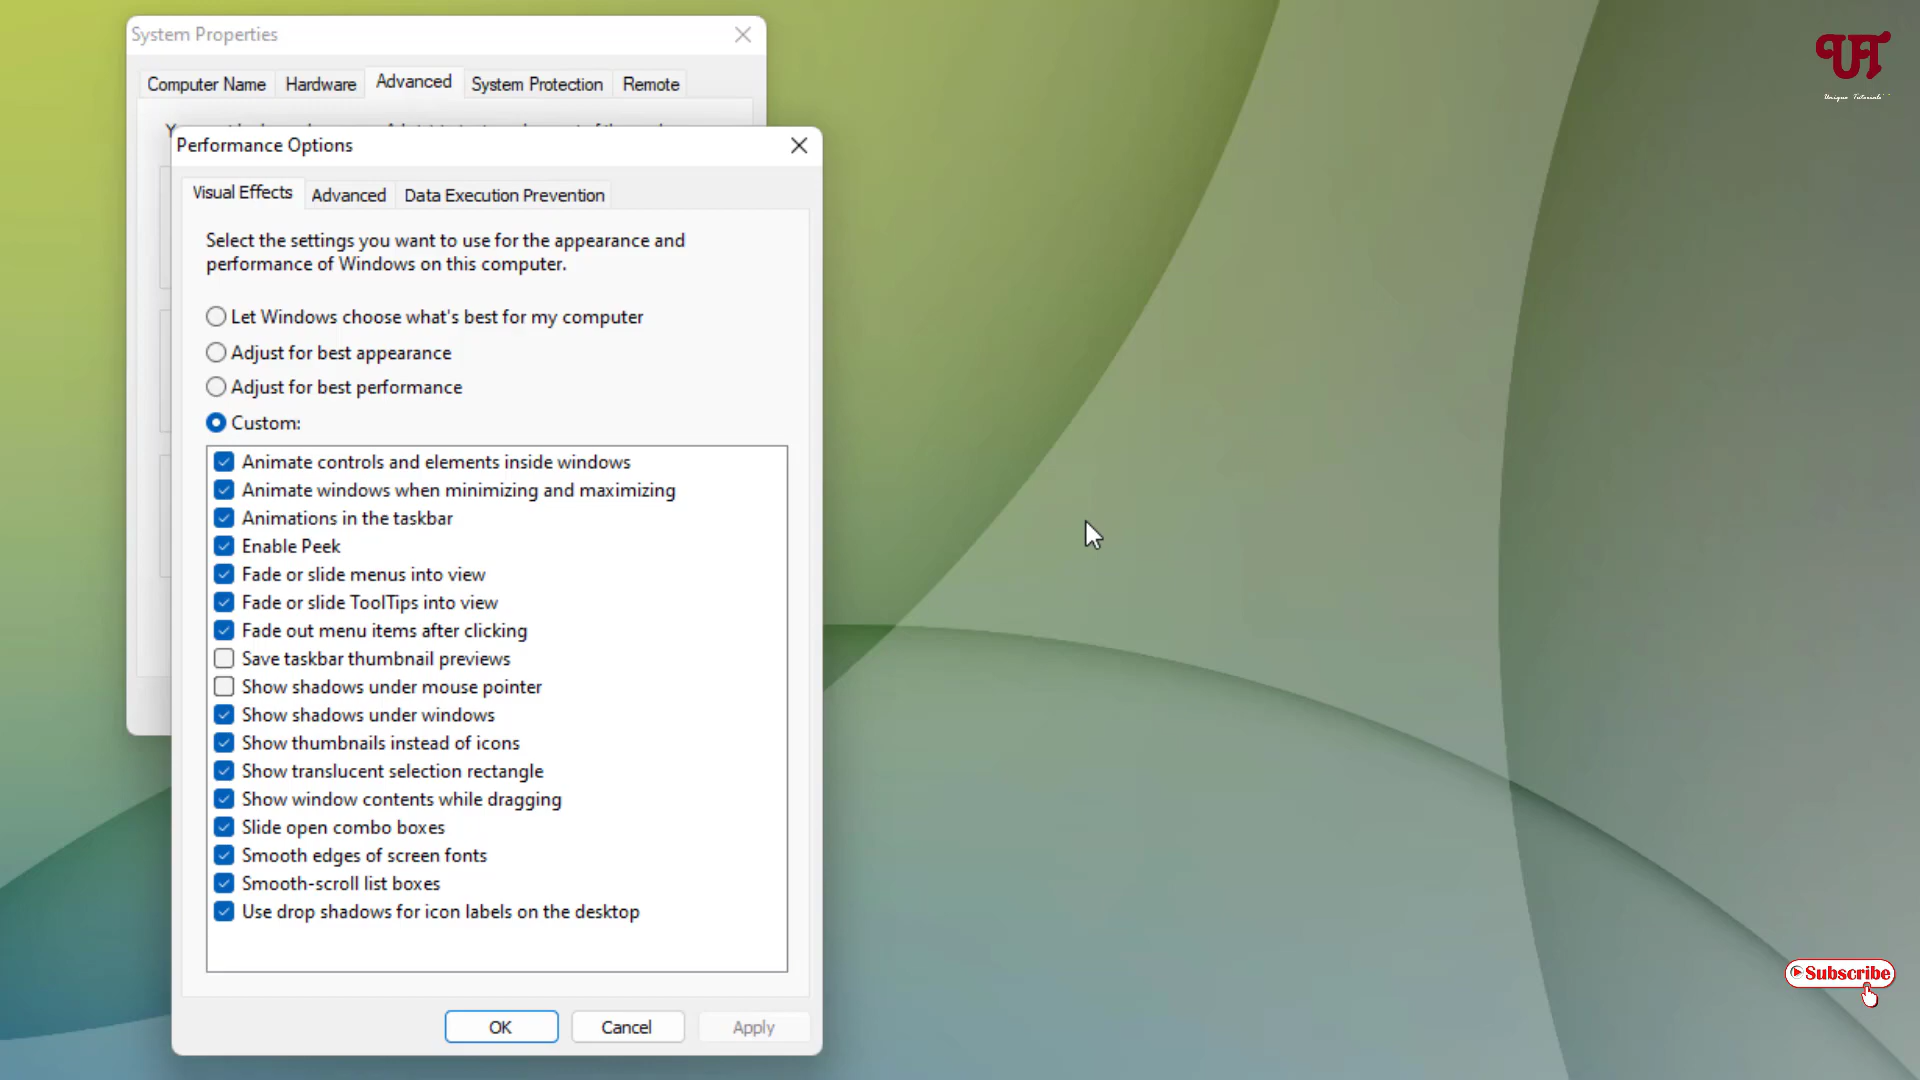 System Properties
Computer Name
Hardware
Advanced
System Protection
Remote
Performance Options
Visual Effects
Advanced
Data Execution Prevention
Select the settings you want to use for the appearance and
performance of Windows on this computer.
Let Windows choose what's best for my computer
Adjust for best appearance
Adjust for best performance
Custom:
Animate controls and elements inside windows
Animate windows when minimizing and maximizing
Animations in the taskbar
Enable Peek
Fade or slide menus into view
Fade or slide ToolTips into view
Fade out menu items after clicking
Save taskbar thumbnail previews
Show shadows under mouse pointer
Show shadows under windows
Show thumbnails instead of icons
Show translucent selection rectangle
Show window contents while dragging
Slide open combo boxes
Smooth edges of screen fonts
Smooth-scroll list boxes
Use drop shadows for icon labels on the desktop
OK
Cancel
Apply
UT
Unique Tutorials
Subscribe